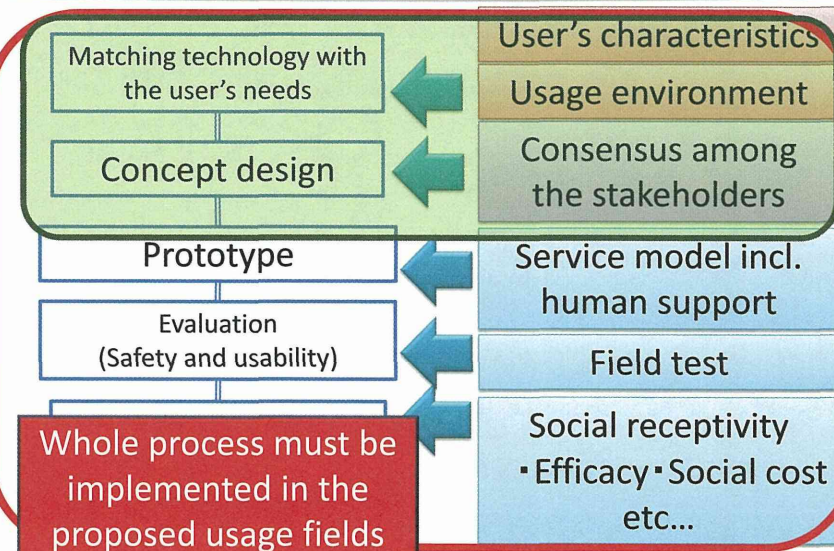 Matching technology with
the user's needs
Concept design
Prototype
Evaluation
(Safety and usability)
Whole process must be
implemented in the
proposed usage fields
User's characteristics
Usage environment
Consensus among
the stakeholders
Service model incl.
human support
Field test
Social receptivity
▪Efficacy▪Social cost
etc...